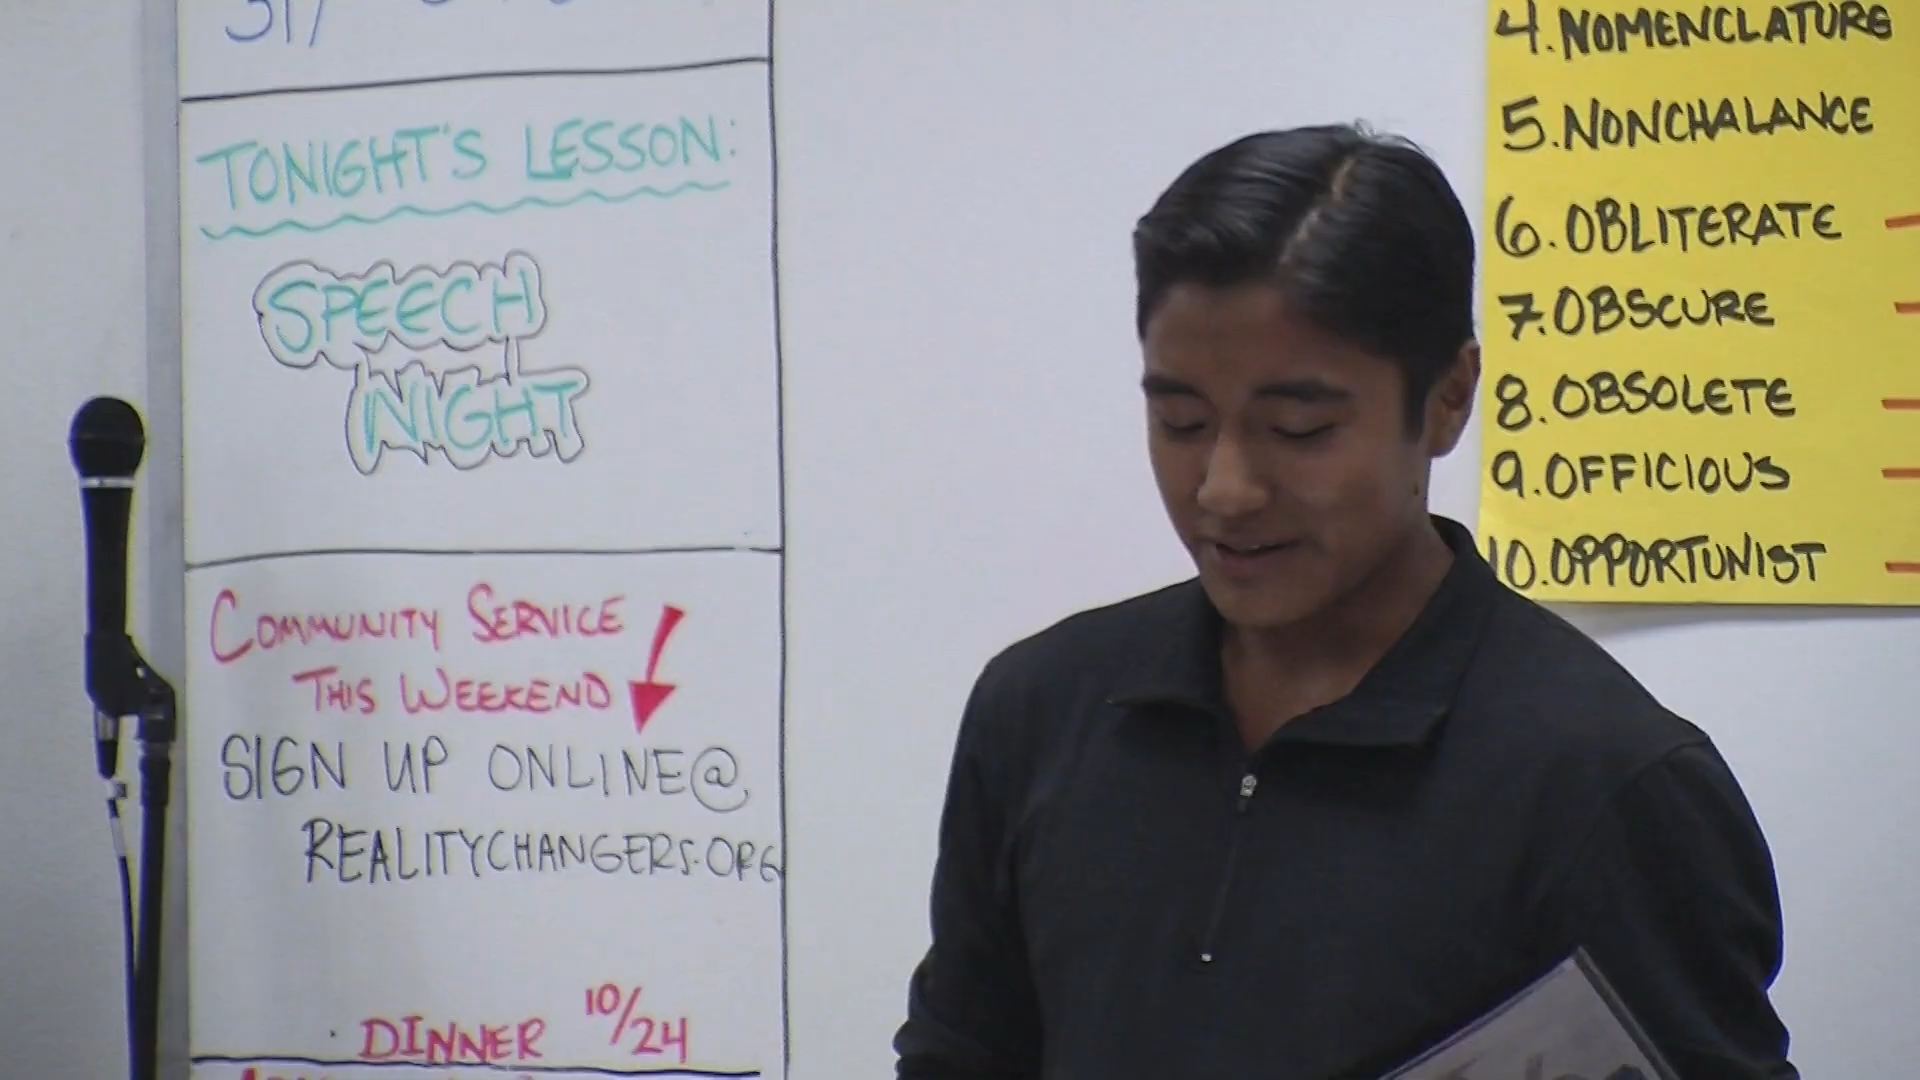 TONIGHT'S LESSON:
SPEECH
NIGHT
COMMUNITY SERVICE
THIS WEEKEND
SIGN UP ONLINE@
REALITYCHANGERS.ORG
DINNER 10/24
4. NOMENCLATURE
5. NONCHALANCE
6. OBLITERATE
7. OBSCURE
8. OBSOLETE
9. OFFICIOUS
10. OPPORTUNIST